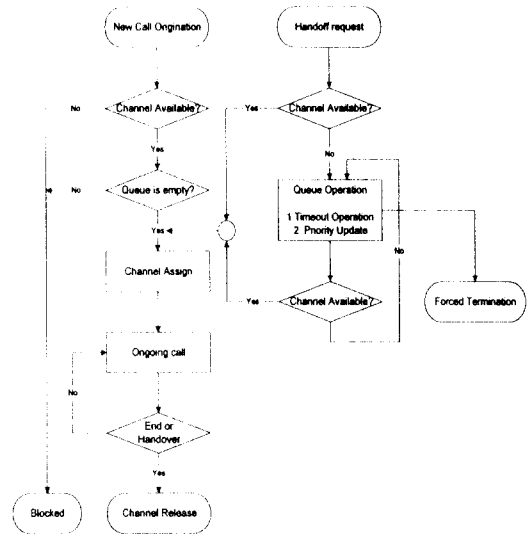 New Call Orgination
Handoff request
No
Channel Available?
Yes
Channel Available?
Yes
No
No
Queue is empty?
Queue Operation
1 Timeout Operation
2 Priority Update
Yes
No
Channel Assign
Yes
Channel Available?
Forced Termination
Ongoing call
No
End or
Handover
Yes
Blocked
Channel Release